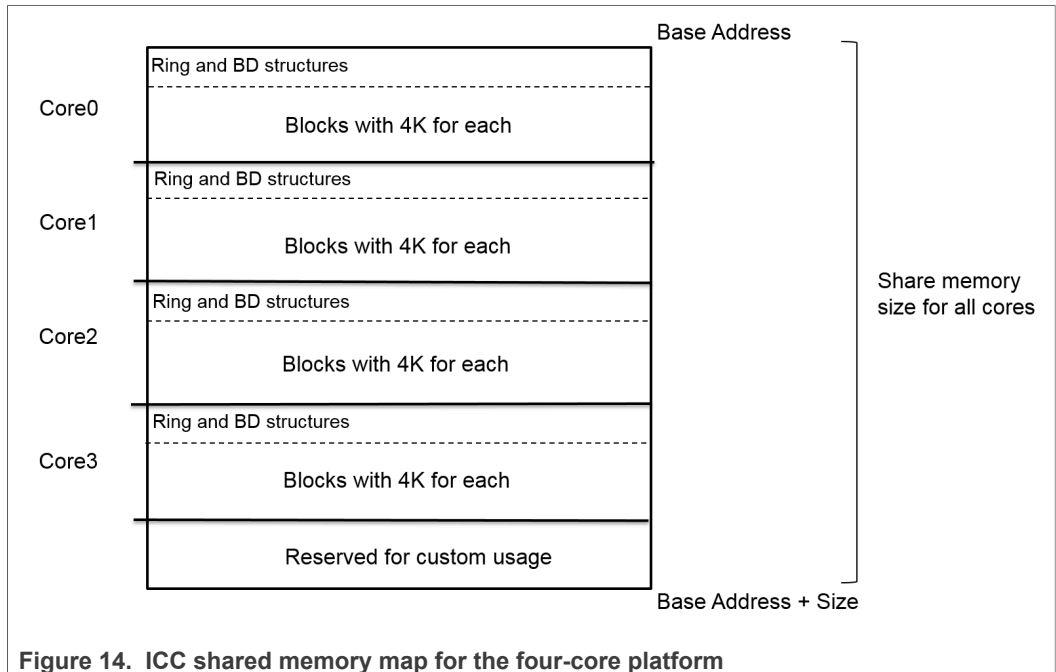 Base Address
Ring and BD structures
Core0
Blocks with 4K for each
Ring and BD structures
Core1
Blocks with 4K for each
Share memory
size for all cores
Ring and BD structures
Core2
Blocks with 4K for each
Ring and BD structures
Core3
Blocks with 4K for each
Reserved for custom usage
Base Address + Size
Figure 14. ICC shared memory map for the four-core platform